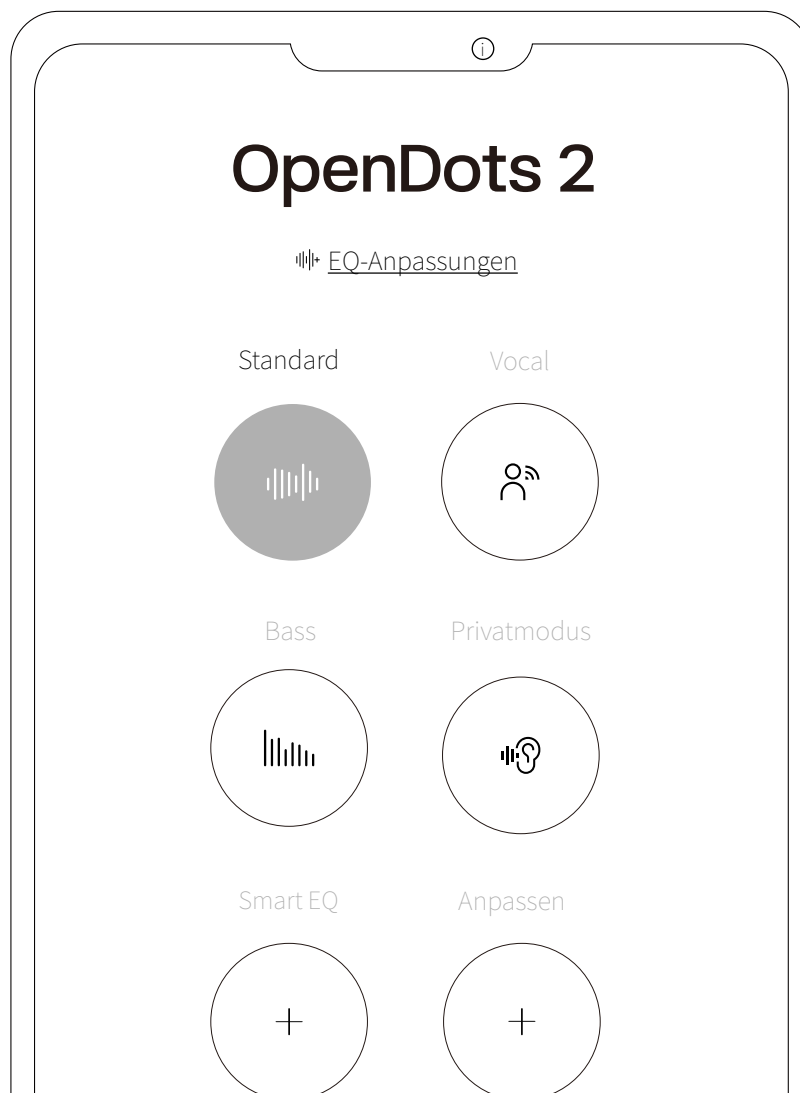 OpenDots 2
EQ-Anpassungen
Standard
Vocal
Bass
Privatmodus
Smart EQ
Anpassen